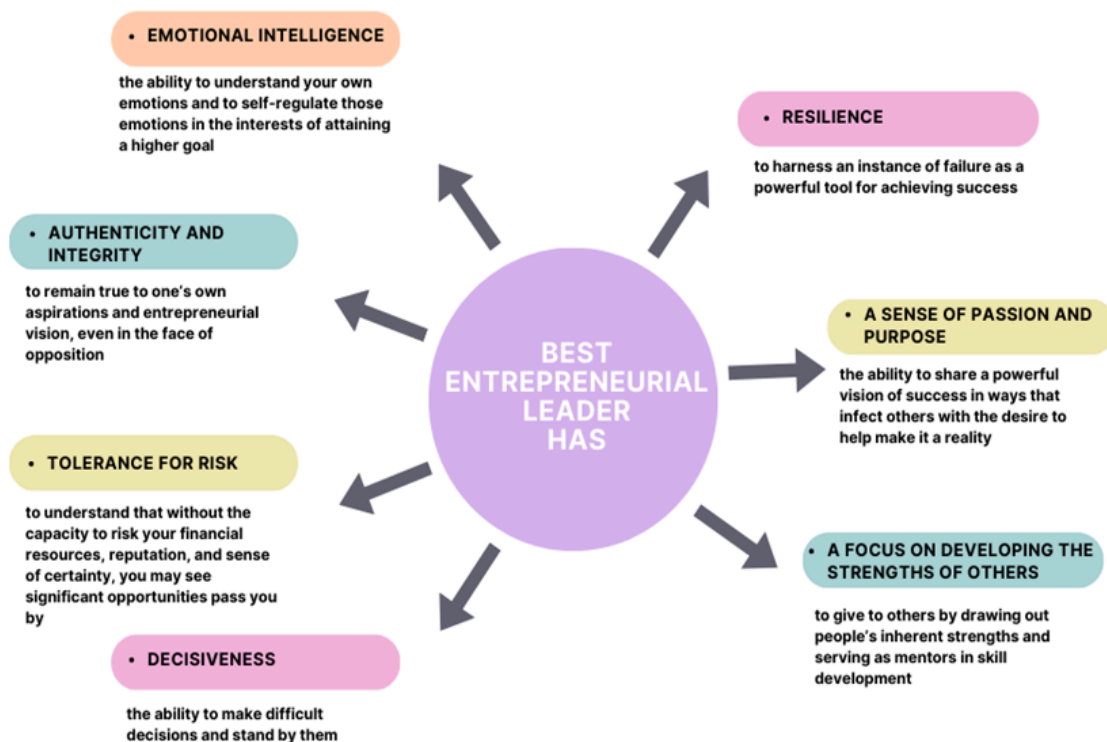 • EMOTIONAL INTELLIGENCE
the ability to understand your own
emotions and to self-regulate those
emotions in the interests of attaining
a higher goal
• RESILIENCE
to harness an instance of failure as a
powerful tool for achieving success
• AUTHENTICITY AND
INTEGRITY
to remain true to one's own
aspirations and entrepreneurial
vision, even in the face of
opposition
• A SENSE OF PASSION AND
PURPOSE
the ability to share a powerful
vision of success in ways that
infect others with the desire to
help make it a reality
BEST
ENTREPRENEURIAL
LEADER
HAS
• TOLERANCE FOR RISK
to understand that without the
capacity to risk your financial
resources, reputation, and sense
of certainty, you may see
significant opportunities pass you
by
• A FOCUS ON DEVELOPING THE
STRENGTHS OF OTHERS
to give to others by drawing out
people's inherent strengths and
serving as mentors in skill
development
• DECISIVENESS
the ability to make difficult
decisions and stand by them